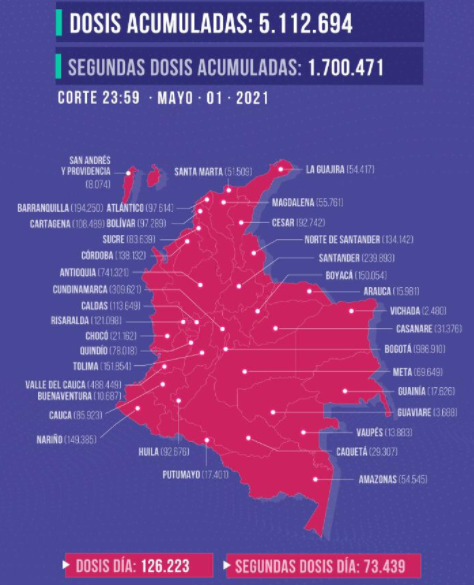 DOSIS ACUMULADAS: 5.112.694
SEGUNDAS DOSIS ACUMULADAS: 1.700.471
CORTE 23:59 · MAYO · 01 · 2021
SAN ANDRÉS
Y PROVIDENCIA
(8.074)
SANTA MARTA (51.509)
LA GUAJIRA (54.417)
BARRANQUILLA (194.250) ATLÁNTICO (97.614)
MAGDALENA (55.761)
CARTAGENA (108.489) BOLÍVAR (97.289)
CESAR (92.742)
SUCRE (83.639)
NORTE DE SANTANDER (134.142)
CÓRDOBA (138.132)
SANTANDER (239.893)
ANTIOQUIA (741.321)
BOYACÁ (150.054)
CUNDINAMARCA (309.621)
ARAUCA (15.981)
CALDAS (113.649)
VICHADA (2.480)
RISARALDA (121.098)
CASANARE (31.376)
CHOCÓ (21.162)
BOGOTÁ (986.910)
QUINDÍO (78.018)
TOLIMA (151.854)
META (69.649)
VALLE DEL CAUCA (488.449)
GUAINÍA (17.626)
BUENAVENTURA (10.687)
CAUCA (85.923)
GUAVIARE (3.688)
NARIÑO (149.385)
VAUPÉS (13.883)
HUILA (92.676)
CAQUETÁ (29.307)
PUTUMAYO (17.401)
AMAZONAS (54.545)
DOSIS DÍA: 126.223
SEGUNDAS DOSIS DÍA: 73.439